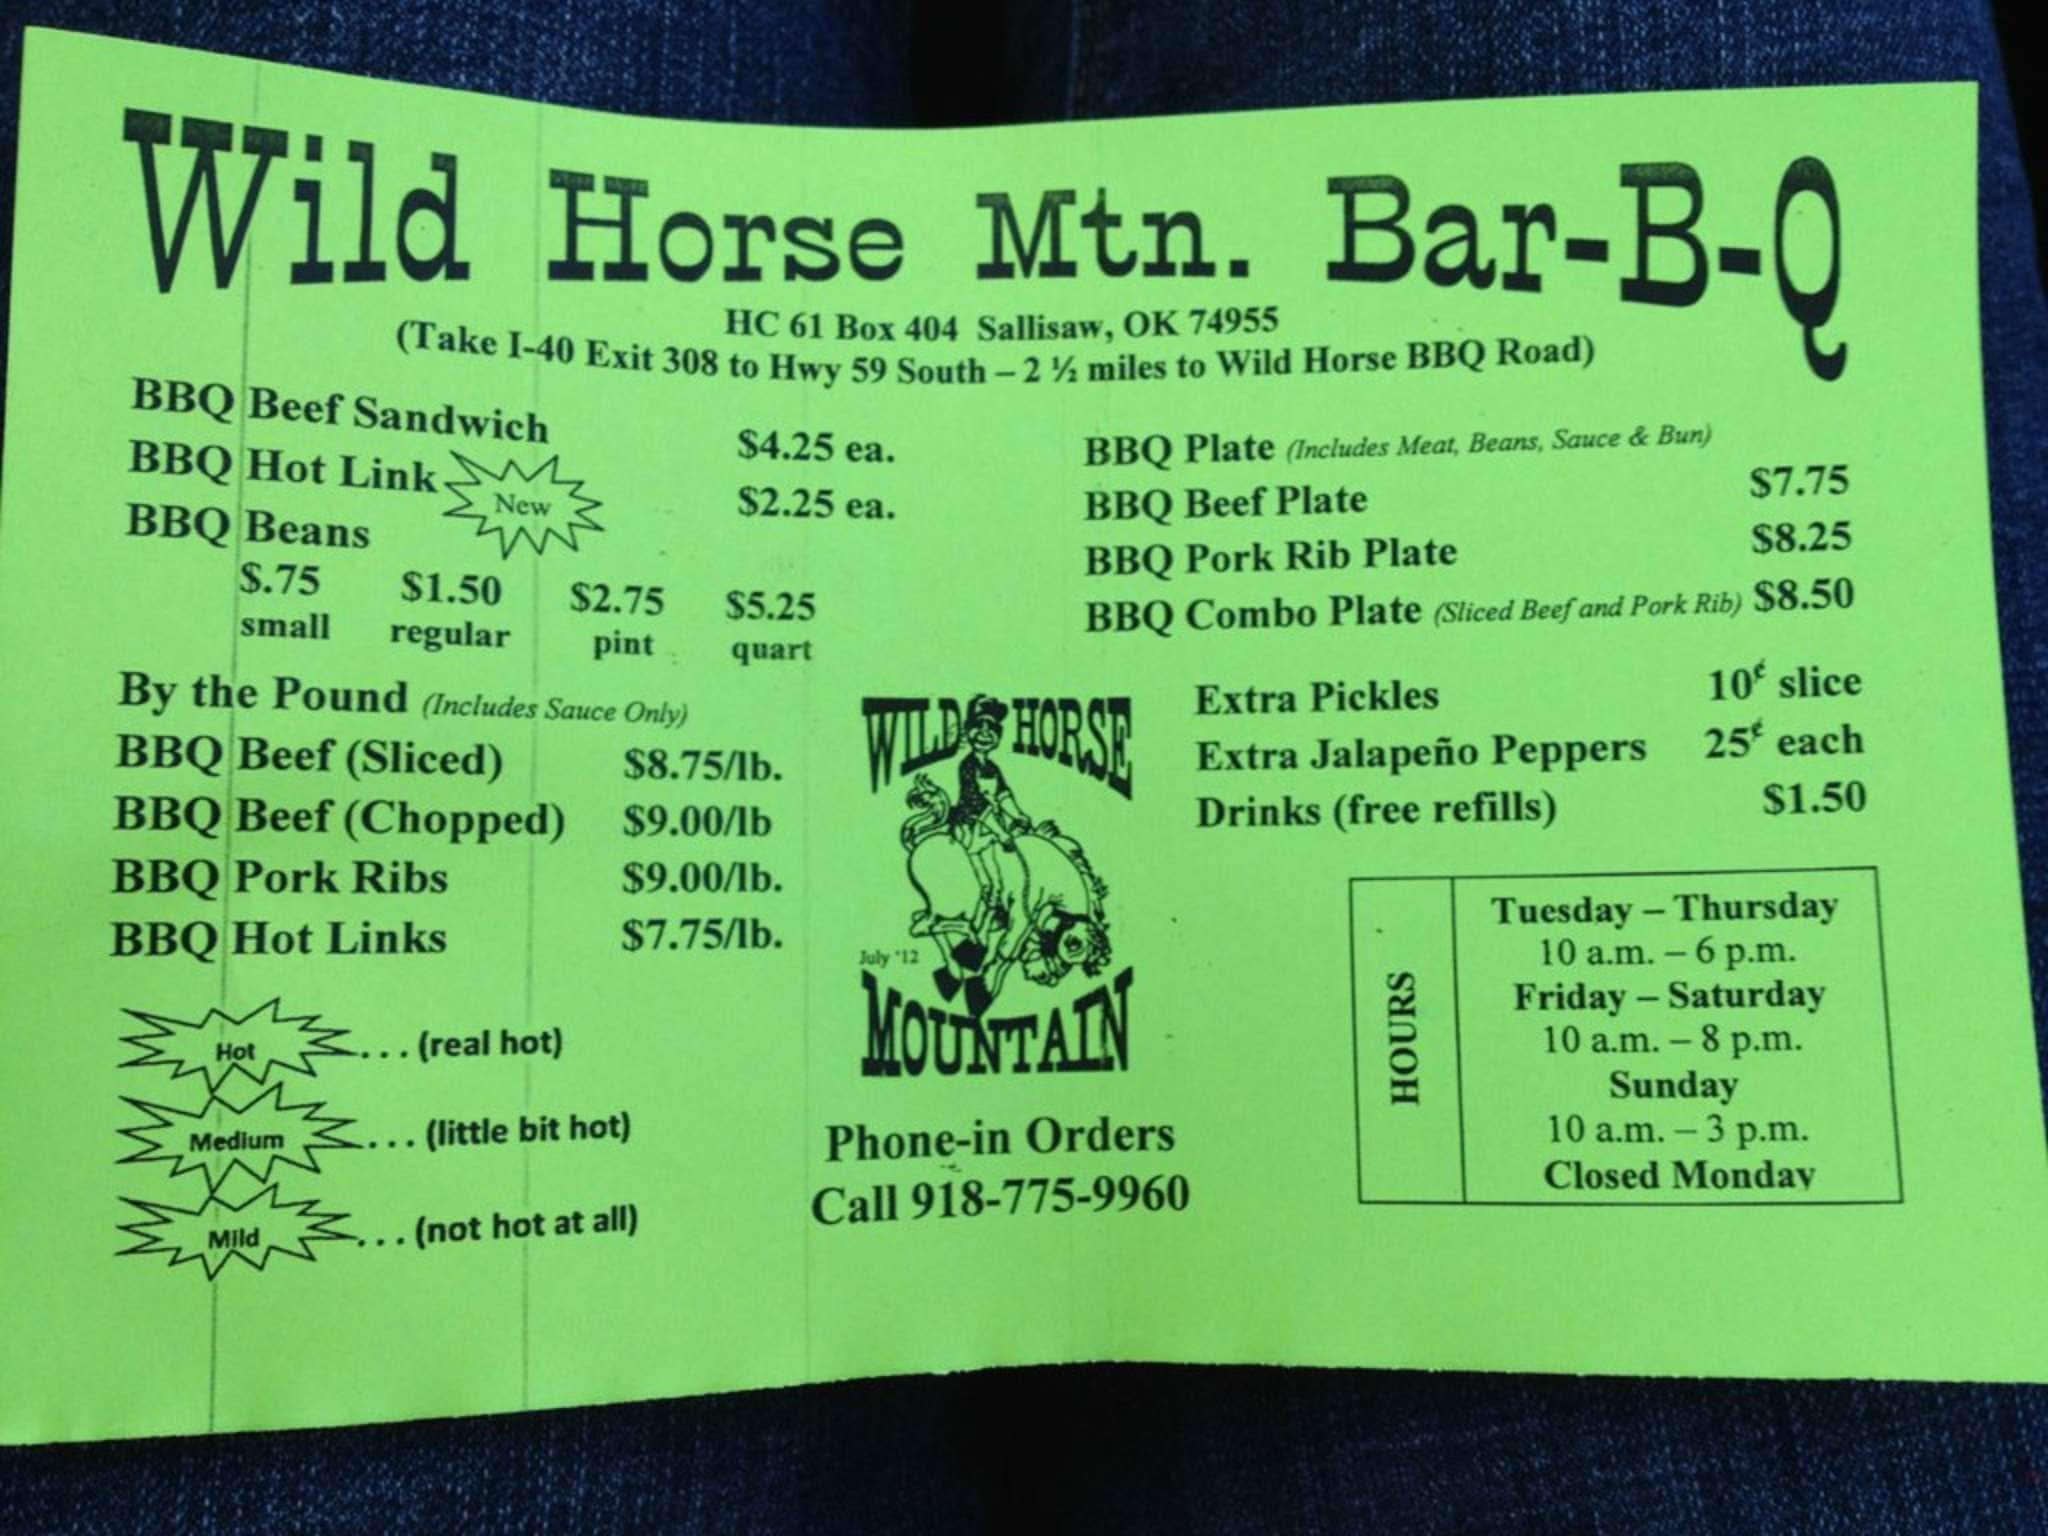 Wild Horse Mtn. Bar-B-Q
HC 61 Box 404 Sallisaw, OK 74955
(Take I-40 Exit 308 to Hwy 59 South – 2 ½ miles to Wild Horse BBQ Road)
BBQ Beef Sandwich $4.25 ea.
BBQ Hot Link New $2.25 ea.
BBQ Beans
$.75 $1.50 $2.75 $5.25
small regular pint quart
By the Pound (Includes Sauce Only)
BBQ Beef (Sliced) $8.75/lb.
BBQ Beef (Chopped) $9.00/lb
BBQ Pork Ribs $9.00/lb.
BBQ Hot Links $7.75/lb.
Hot . . . (real hot)
Medium . . . (little bit hot)
Mild . . . (not hot at all)
WILD HORSE
July '12
MOUNTAIN
Phone-in Orders
Call 918-775-9960
BBQ Plate (Includes Meat, Beans, Sauce & Bun)
BBQ Beef Plate $7.75
BBQ Pork Rib Plate $8.25
BBQ Combo Plate (Sliced Beef and Pork Rib) $8.50
Extra Pickles 10¢ slice
Extra Jalapeño Peppers 25¢ each
Drinks (free refills) $1.50
HOURS
Tuesday – Thursday
10 a.m. – 6 p.m.
Friday – Saturday
10 a.m. – 8 p.m.
Sunday
10 a.m. – 3 p.m.
Closed Monday